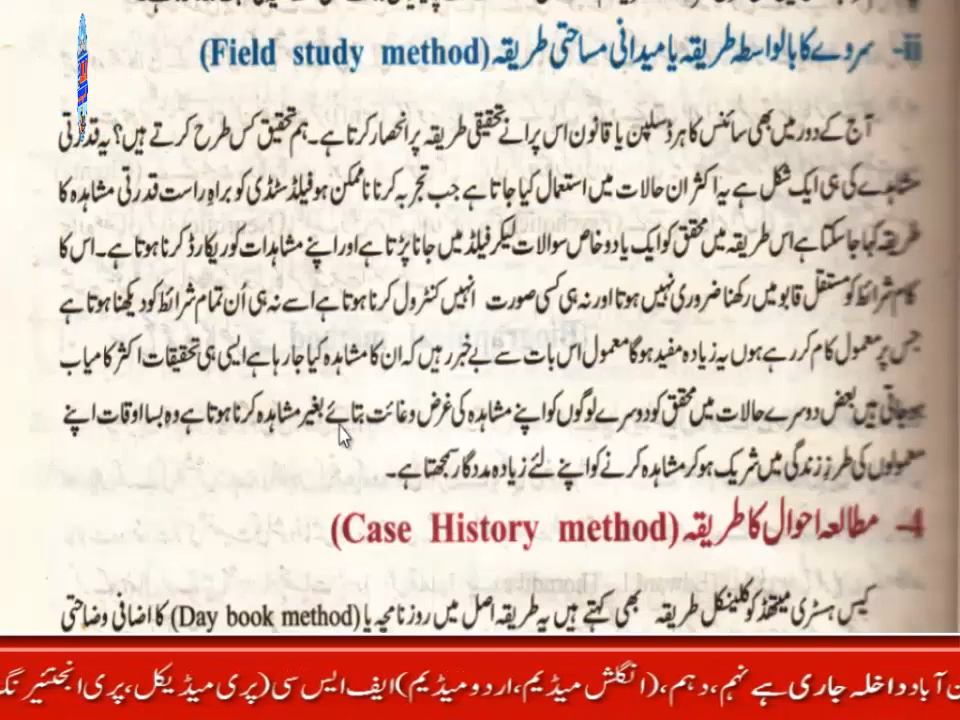 ii- سروے کا بالواسطہ طریقہ یا میدانی مساحتی طریقہ (Field study method)
آج کے دور میں بھی سائنس کا ہر ڈسپلن یا قانون اس پرانے تحقیقی طریقہ پر انحصار کرتا ہے۔ ہم تحقیق کس طرح کرتے ہیں؟ یہ قدرتی
مشاہدے کی ہی ایک شکل ہے یہ اکثر ان حالات میں استعمال کیا جاتا ہے جب تجربہ کرنا ناممکن ہو فیلڈ سٹڈی کو براہِ راست قدرتی مشاہدہ کا
طریقہ کہا جا سکتا ہے اس طریقہ میں محقق کو ایک یا دو خاص سوالات لیکر فیلڈ میں جانا پڑتا ہے اور اپنے مشاہدات کو ریکارڈ کرنا ہوتا ہے۔ اس کا
کام شرائط کو مستقل قابو میں رکھنا ضروری نہیں ہوتا اور نہ ہی کسی صورت انہیں کنٹرول کرنا ہوتا ہے اسے نہ ہی اُن تمام شرائط کو دیکھنا ہوتا ہے
جس پر معمول کام کر رہے ہوں یہ زیادہ مفید ہوگا معمول اس بات سے بے خبر رہیں کہ ان کا مشاہدہ کیا جا رہا ہے ایسی ہی تحقیقات اکثر کامیاب
ہو جاتی ہیں بعض دوسرے حالات میں محقق کو دوسرے لوگوں کو اپنے مشاہدہ کی غرض و غائت بتائے بغیر مشاہدہ کرنا ہوتا ہے وہ بسا اوقات اپنے
معمولوں کی طرز زندگی میں شریک ہو کر مشاہدہ کرنے کو اپنے لئے زیادہ مددگار سمجھتا ہے۔
4- مطالعہ احوال کا طریقہ (Case History method)
کیس ہسٹری میتھڈ کو کلینکل طریقہ بھی کہتے ہیں یہ طریقہ اصل میں روزنامچہ یا (Day book method) کا اضافی وضاحتی
آباد داخلہ جاری ہے نہم، دہم، (انگلش میڈیم، اردو میڈیم) ایف ایس سی (پری میڈیکل، پری انجنئیرنگ